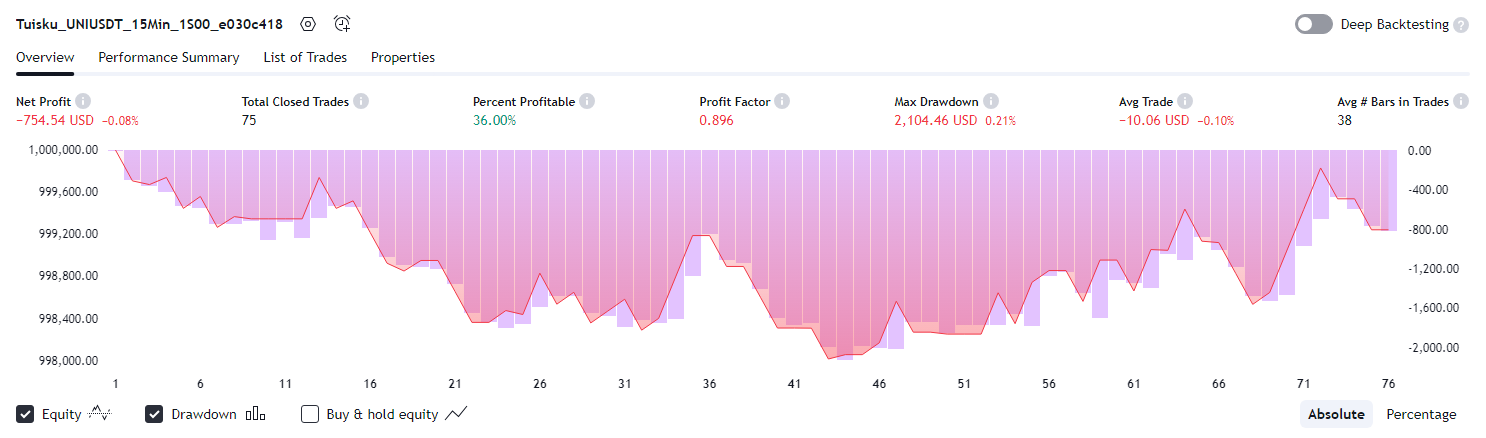 Tuisku_UNIUSDT_15Min_1S00_e030c418
Deep Backtesting
Overview Performance Summary List of Trades Properties
Net Profit Total Closed Trades Percent Profitable Profit Factor Max Drawdown Avg Trade Avg # Bars in Trades
−754.54 USD −0.08% 75 36.00% 0.896 2,104.46 USD 0.21% −10.06 USD −0.10% 38
1,000,000.00 0.00
999,600.00 -400.00
999,200.00 -800.00
998,800.00 -1,200.00
998,400.00 -1,600.00
998,000.00 -2,000.00
1 6 11 16 21 26 31 36 41 46 51 56 61 66 71 76
Equity Drawdown Buy & hold equity Absolute Percentage